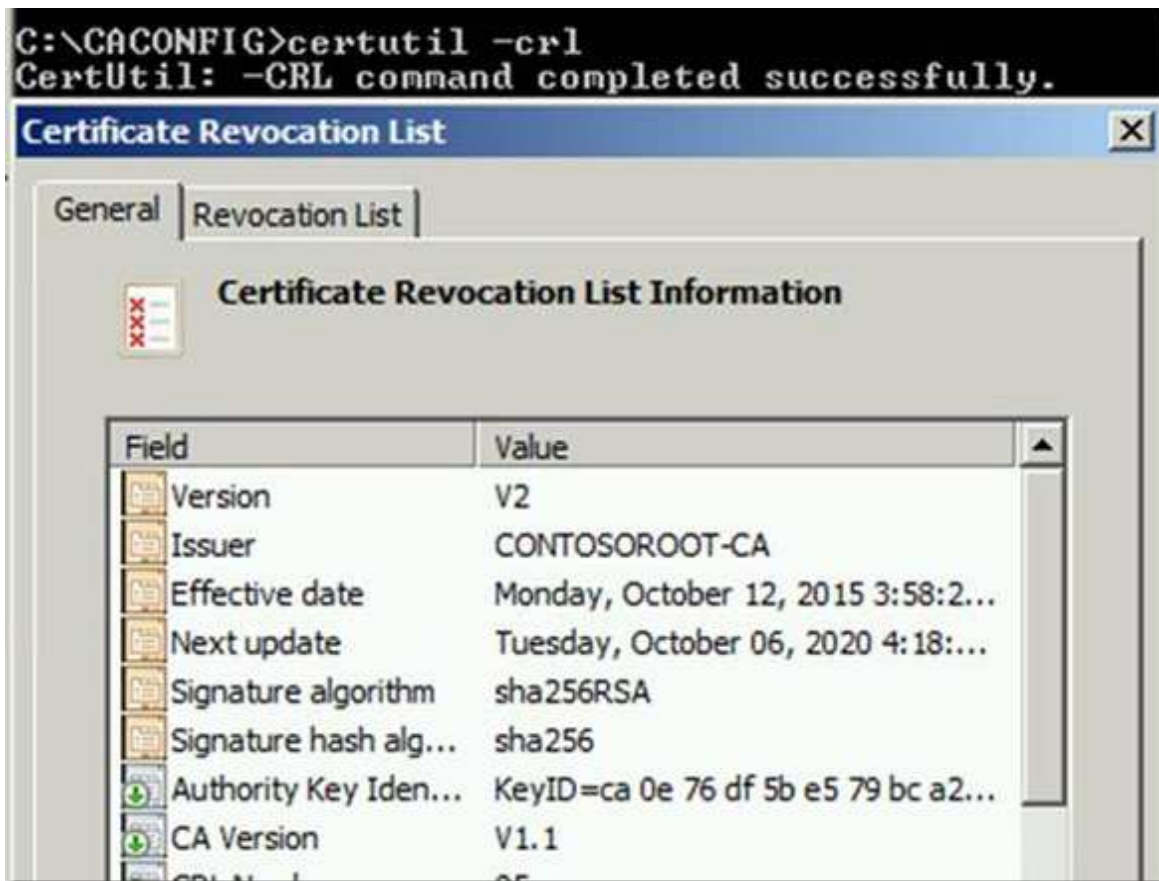 C:\CACONFIG>certutil -crl
CertUtil: -CRL command completed successfully.
Certificate Revocation List
General Revocation List
Certificate Revocation List Information
Field Value
Version V2
Issuer CONTOSOROOT-CA
Effective date Monday, October 12, 2015 3:58:2...
Next update Tuesday, October 06, 2020 4:18:...
Signature algorithm sha256RSA
Signature hash alg... sha256
Authority Key Iden... KeyID=ca 0e 76 df 5b e5 79 bc a2...
CA Version V1.1